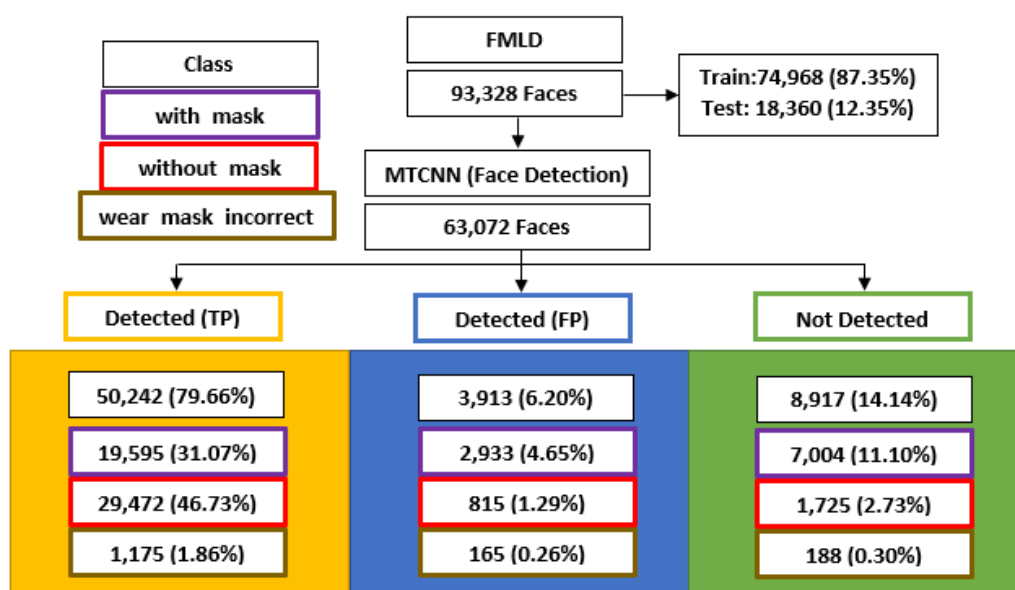 FMLD
93,328 Faces
Train:74,968 (87.35%)
Test: 18,360 (12.35%)
Class
with mask
without mask
wear mask incorrect
MTCNN (Face Detection)
63,072 Faces
Detected (TP)
Detected (FP)
Not Detected
50,242 (79.66%)
19,595 (31.07%)
29,472 (46.73%)
1,175 (1.86%)
3,913 (6.20%)
2,933 (4.65%)
815 (1.29%)
165 (0.26%)
8,917 (14.14%)
7,004 (11.10%)
1,725 (2.73%)
188 (0.30%)